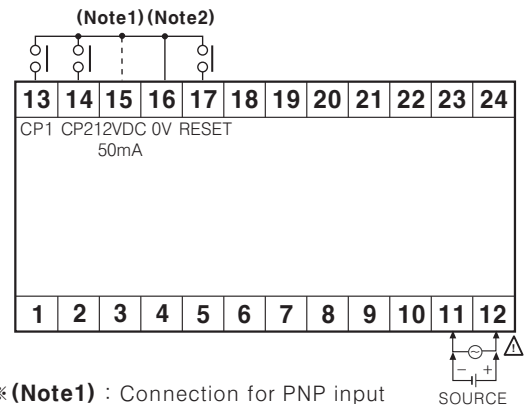 (Note1) (Note2)
13 14 15 16 17 18 19 20 21 22 23 24
CP1 CP2 12VDC 0V RESET
50mA
1 2 3 4 5 6 7 8 9 10 11 12
- +
SOURCE
※(Note1) : Connection for PNP input